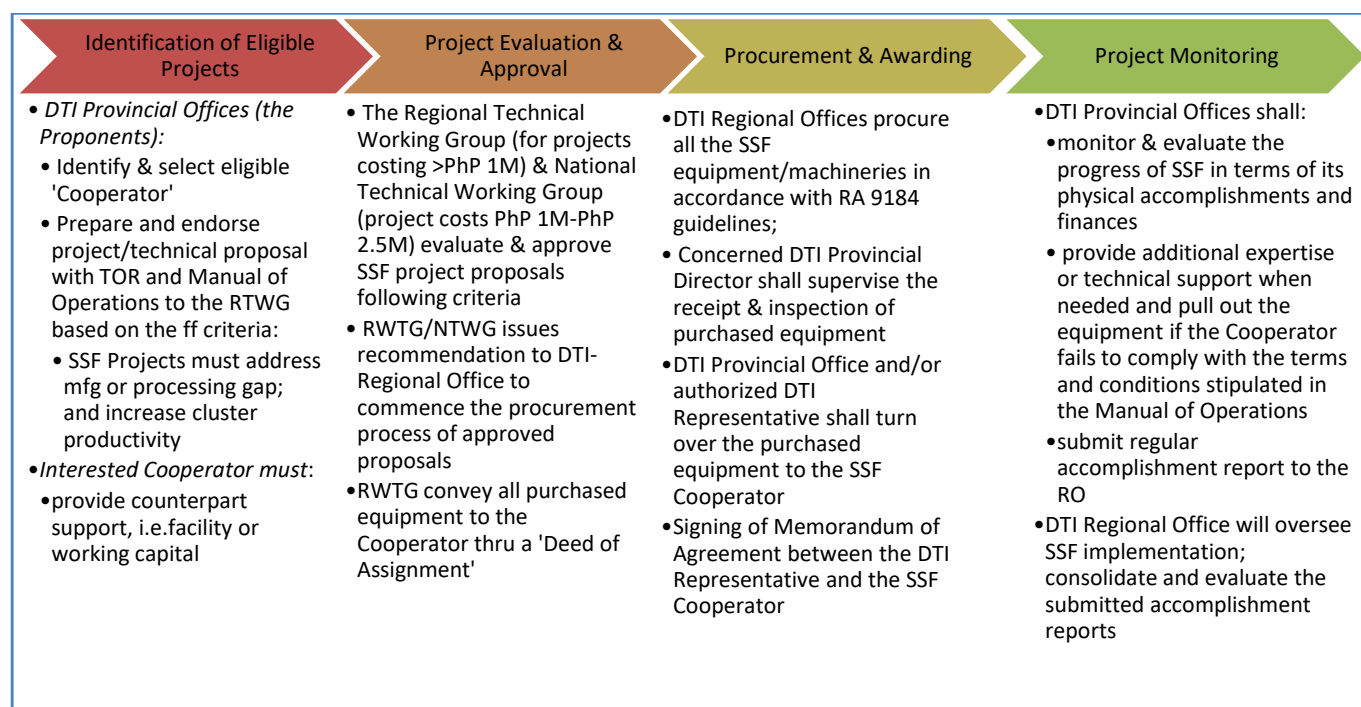 Identification of Eligible
Projects
• DTI Provincial Offices (the
Proponents):
• Identify & select eligible
'Cooperator'
• Prepare and endorse
project/technical proposal
with TOR and Manual of
Operations to the RTWG
based on the ff criteria:
• SSF Projects must address
mfg or processing gap;
and increase cluster
productivity
•Interested Cooperator must:
•provide counterpart
support, i.e.facility or
working capital
Project Evaluation &
Approval
• The Regional Technical
Working Group (for projects
costing >PhP 1M) & National
Technical Working Group
(project costs PhP 1M-PhP
2.5M) evaluate & approve
SSF project proposals
following criteria
• RWTG/NTWG issues
recommendation to DTI-
Regional Office to
commence the procurement
process of approved
proposals
•RWTG convey all purchased
equipment to the
Cooperator thru a 'Deed of
Assignment'
Procurement & Awarding
•DTI Regional Offices procure
all the SSF
equipment/machineries in
accordance with RA 9184
guidelines;
• Concerned DTI Provincial
Director shall supervise the
receipt & inspection of
purchased equipment
•DTI Provincial Office and/or
authorized DTI
Representative shall turn
over the purchased
equipment to the SSF
Cooperator
•Signing of Memorandum of
Agreement between the DTI
Representative and the SSF
Cooperator
Project Monitoring
•DTI Provincial Offices shall:
•monitor & evaluate the
progress of SSF in terms of its
physical accomplishments and
finances
• provide additional expertise
or technical support when
needed and pull out the
equipment if the Cooperator
fails to comply with the terms
and conditions stipulated in
the Manual of Operations
•submit regular
accomplishment report to the
RO
•DTI Regional Office will oversee
SSF implementation;
consolidate and evaluate the
submitted accomplishment
reports